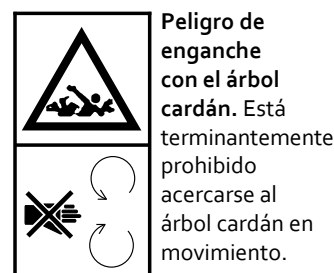 Peligro de
enganche
con el árbol
cardán. Está
terminantemente
prohibido
acercarse al
árbol cardán en
movimiento.